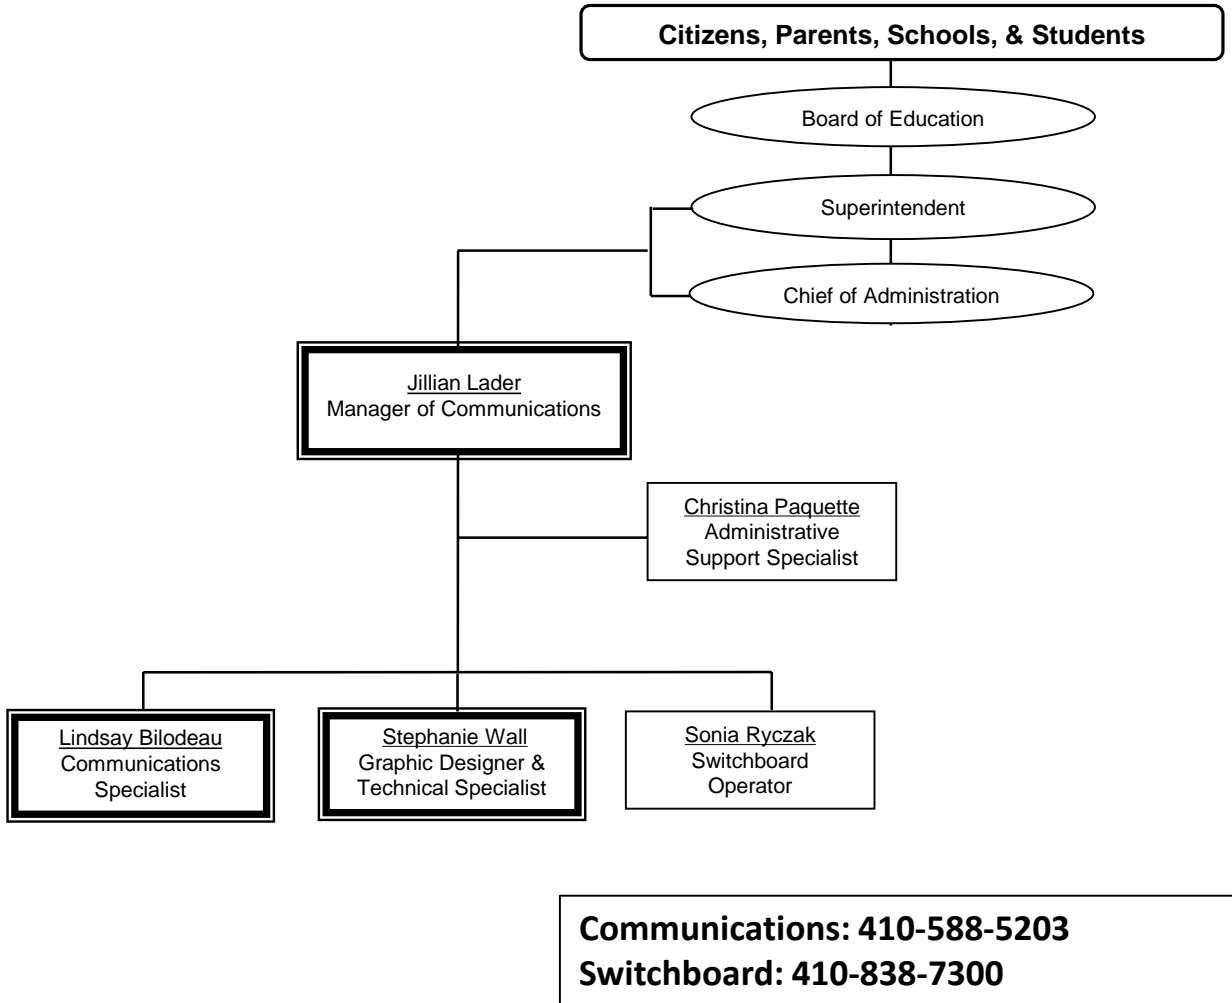 Citizens, Parents, Schools, & Students
Board of Education
Superintendent
Chief of Administration
Jillian Lader
Manager of Communications
Christina Paquette
Administrative
Support Specialist
Lindsay Bilodeau
Communications
Specialist
Stephanie Wall
Graphic Designer &
Technical Specialist
Sonia Ryczak
Switchboard
Operator
Communications: 410-588-5203
Switchboard: 410-838-7300